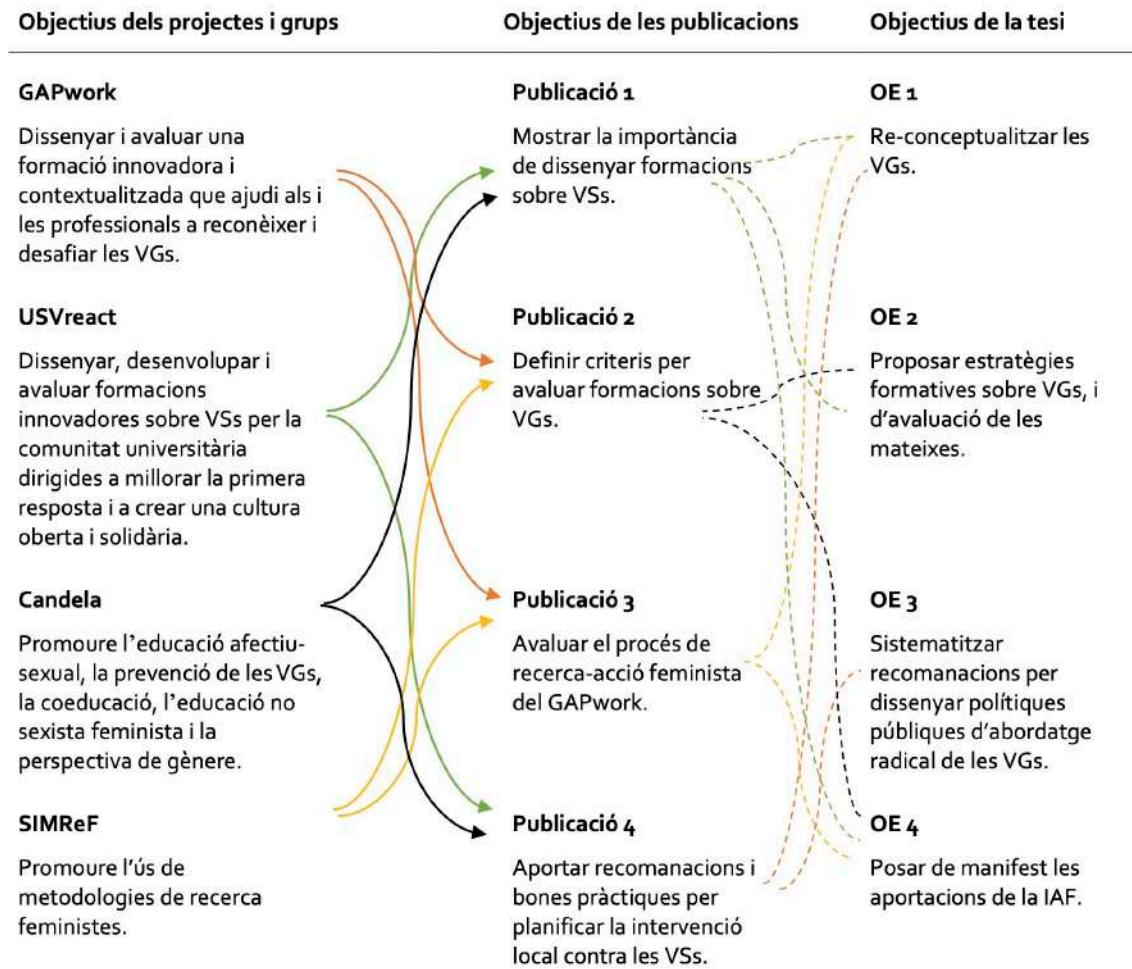 Objectius dels projectes i grups
Objectius de les publicacions
Objectius de la tesi
GAPwork
Dissenyar i avaluar una
formació innovadora i
contextualitzada que ajudi als i
les professionals a reconèixer i
desafiar les VGs.
Publicació 1
Mostrar la importància
de dissenyar formacions
sobre VSs.
OE 1
Re-conceptualitzar les
VGs.
USVreact
Dissenyar, desenvolupar i
avaluar formacions
innovadores sobre VSs per la
comunitat universitària
dirigides a millorar la primera
resposta i a crear una cultura
oberta i solidària.
Publicació 2
Definir criteris per
avaluar formacions sobre
VGs.
OE 2
Proposar estratègies
formatives sobre VGs, i
d'avaluació de les
mateixes.
Candela
Promoure l'educació afectiu-
sexual, la prevenció de les VGs,
la coeducació, l'educació no
sexista feminista i la
perspectiva de gènere.
Publicació 3
Avaluar el procés de
recerca-acció feminista
del GAPwork.
OE 3
Sistematitzar
recomanacions per
dissenyar polítiques
públiques d'abordatge
radical de les VGs.
SIMReF
Promoure l'ús de
metodologies de recerca
feministes.
Publicació 4
Aportar recomanacions i
bones pràctiques per
planificar la intervenció
local contra les VSs.
OE 4
Posar de manifest les
aportacions de la IAF.